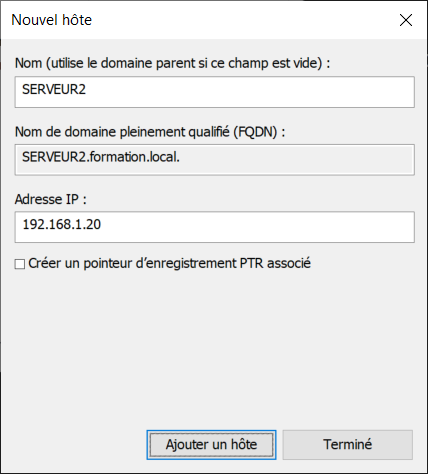 Nouvel hôte
Nom (utilise le domaine parent si ce champ est vide) :
SERVEUR2
Nom de domaine pleinement qualifié (FQDN) :
SERVEUR2.formation.local.
Adresse IP :
192.168.1.20
Créer un pointeur d’enregistrement PTR associé
Ajouter un hôte
Terminé